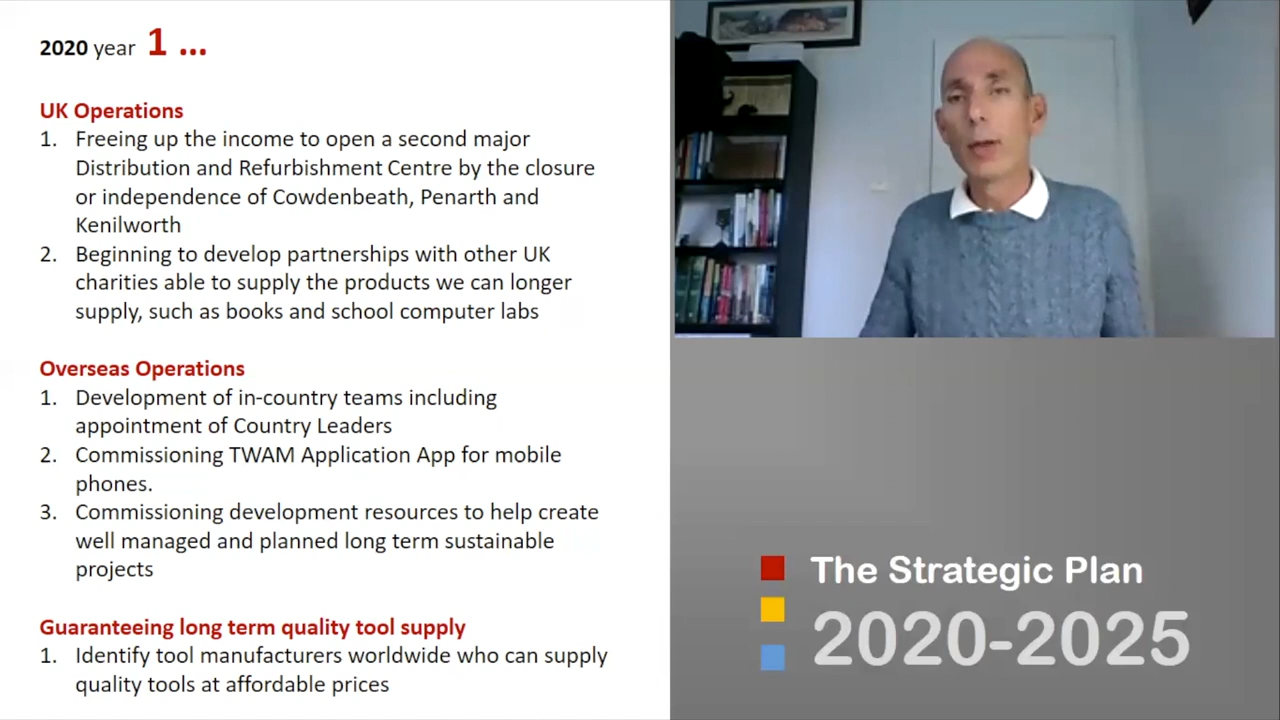 2020 year 1 ...
UK Operations
1. Freeing up the income to open a second major
Distribution and Refurbishment Centre by the closure
or independence of Cowdenbeath, Penarth and
Kenilworth
2. Beginning to develop partnerships with other UK
charities able to supply the products we can longer
supply, such as books and school computer labs
Overseas Operations
1. Development of in-country teams including
appointment of Country Leaders
2. Commissioning TWAM Application App for mobile
phones.
3. Commissioning development resources to help create
well managed and planned long term sustainable
projects
Guaranteeing long term quality tool supply
1. Identify tool manufacturers worldwide who can supply
quality tools at affordable prices
The Strategic Plan
2020-2025